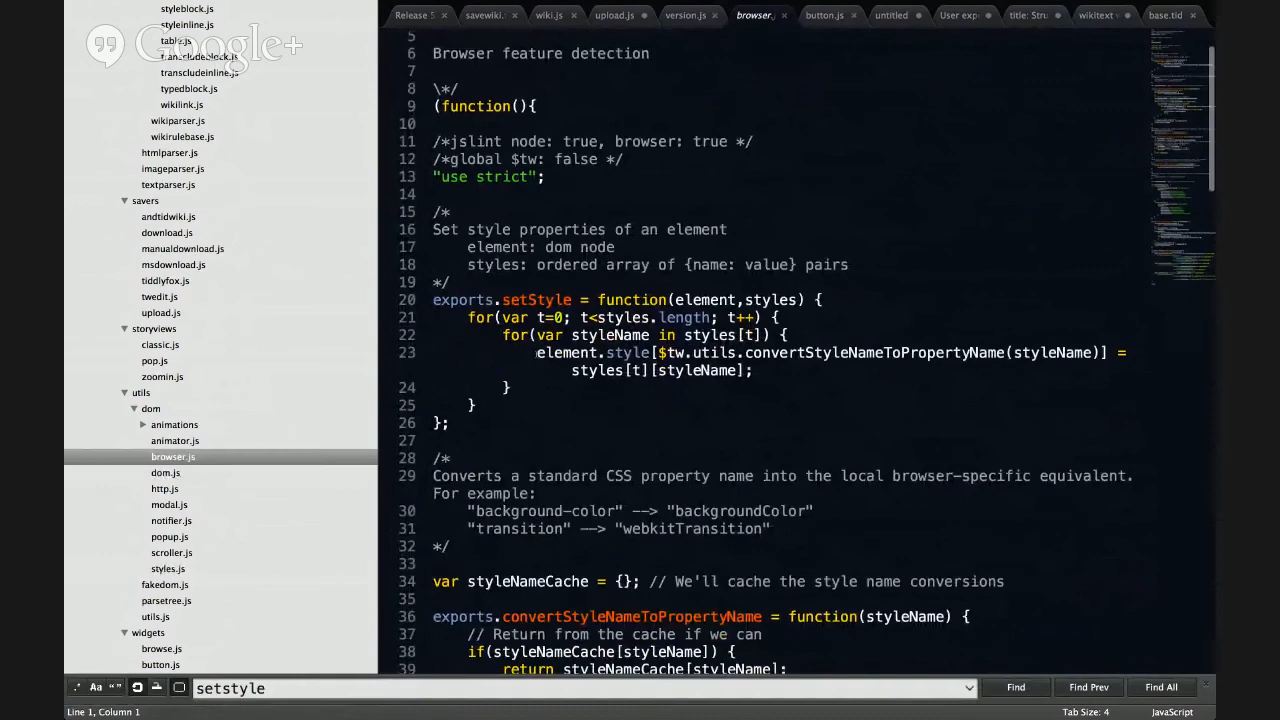 Google+
styleblock.js
styleinline.js
table.js
transcludeblock.js
transcludeinline.js
typedblock.js
wikilink.js
wikiparser.js
wikirulebase.js
htmlparser.js
imageparser.js
textparser.js
savers
andtidwiki.js
download.js
manualdownload.js
msdownload.js
tiddlyfox.js
twedit.js
upload.js
storyviews
classic.js
pop.js
zoomin.js
utils
dom
animations
animator.js
browser.js
dom.js
http.js
modal.js
notifier.js
popup.js
scroller.js
styles.js
fakedom.js
parsetree.js
utils.js
widgets
browse.js
button.js
Release 5 savewiki. wiki.js upload.js version.js browser.j button.js untitled User exp title: Stru wikitext base.tid
5
6 Browser feature detection
7
8 \*/
9 (function(){
10
11 /*jslint node: true, browser: true */
12 /*global $tw: false */
13 "use strict";
14
15 /*
16 Set style properties of an element
17 element: dom node
18 styles: ordered array of {name: value} pairs
19 */
20 exports.setStyle = function(element,styles) {
21 for(var t=0; t<styles.length; t++) {
22 for(var styleName in styles[t]) {
23 element.style[$tw.utils.convertStyleNameToPropertyName(styleName)] =
styles[t][styleName];
24 }
25 }
26 };
27
28 /*
29 Converts a standard CSS property name into the local browser-specific equivalent.
For example:
30 "background-color" --> "backgroundColor"
31 "transition" --> "webkitTransition"
32 */
33
34 var styleNameCache = {}; // We'll cache the style name conversions
35
36 exports.convertStyleNameToPropertyName = function(styleName) {
37 // Return from the cache if we can
38 if(styleNameCache[styleName]) {
39 return styleNameCache[styleName];
.* Aa “” setstyle Find Find Prev Find All
Line 1, Column 1 Tab Size: 4 JavaScript